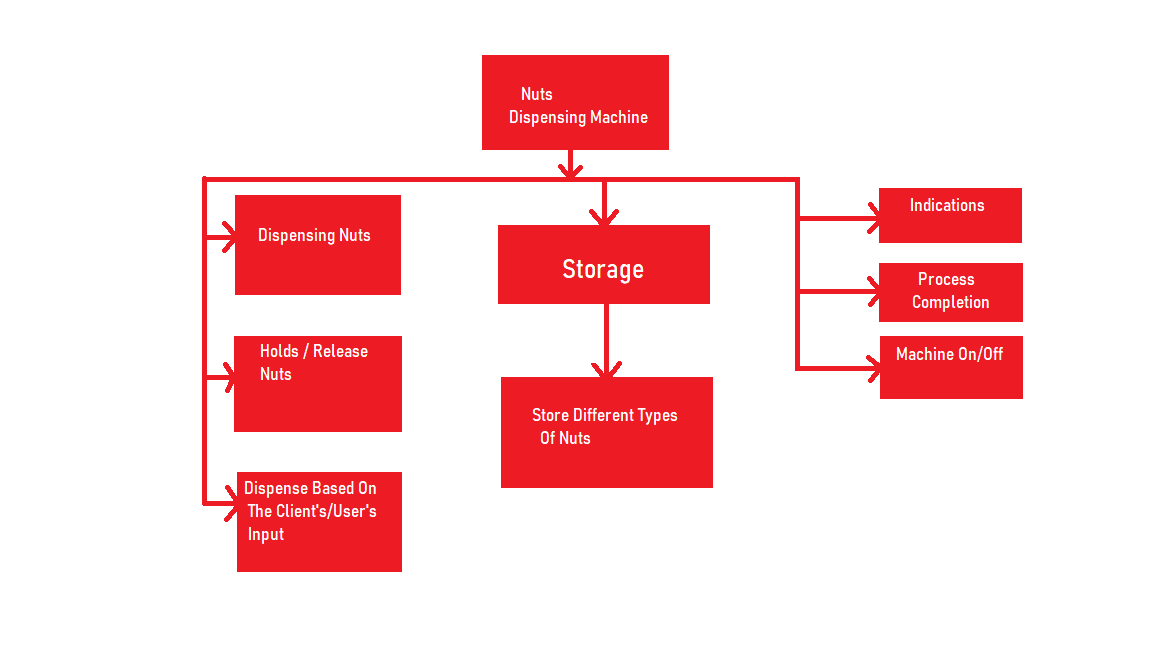 Nuts
Dispensing Machine
Dispensing Nuts
Holds / Release
Nuts
Dispense Based On
The Client's/User's
Input
Storage
Store Different Types
Of Nuts
Indications
Process
Completion
Machine On/Off